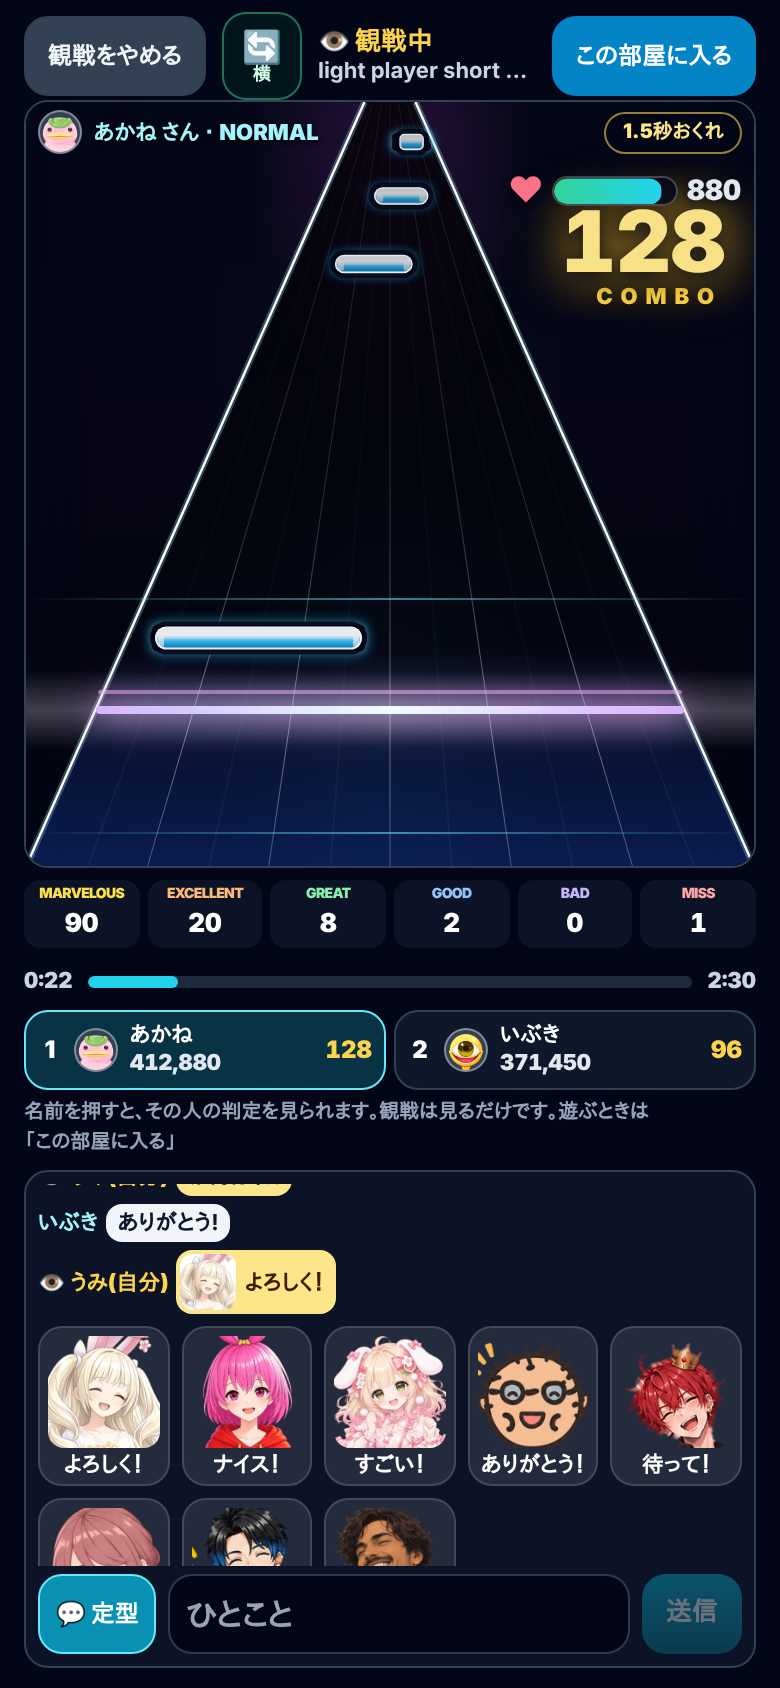 観戦をやめる
横
観戦中
light player short ...
この部屋に入る
あかね さん・NORMAL
1.5秒おくれ
880
128
COMBO
MARVELOUS
90
EXCELLENT
20
GREAT
8
GOOD
2
BAD
0
MISS
1
0:22
2:30
1
あかね
412,880
128
2
いぶき
371,450
96
名前を押すと、その人の判定を見られます。観戦は見るだけです。遊ぶときは
「この部屋に入る」
いぶき ありがとう!
うみ(自分) よろしく!
よろしく!
ナイス!
すごい!
ありがとう!
待って!
定型
ひとこと
送信